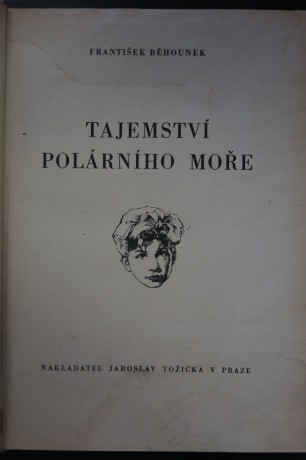 FRANTIŠEK BĚHOUNEK
TAJEMSTVÍ
POLÁRNÍHO MOŘE
NAKLADATEL JAROSLAV TOŽIČKA V PRAZE